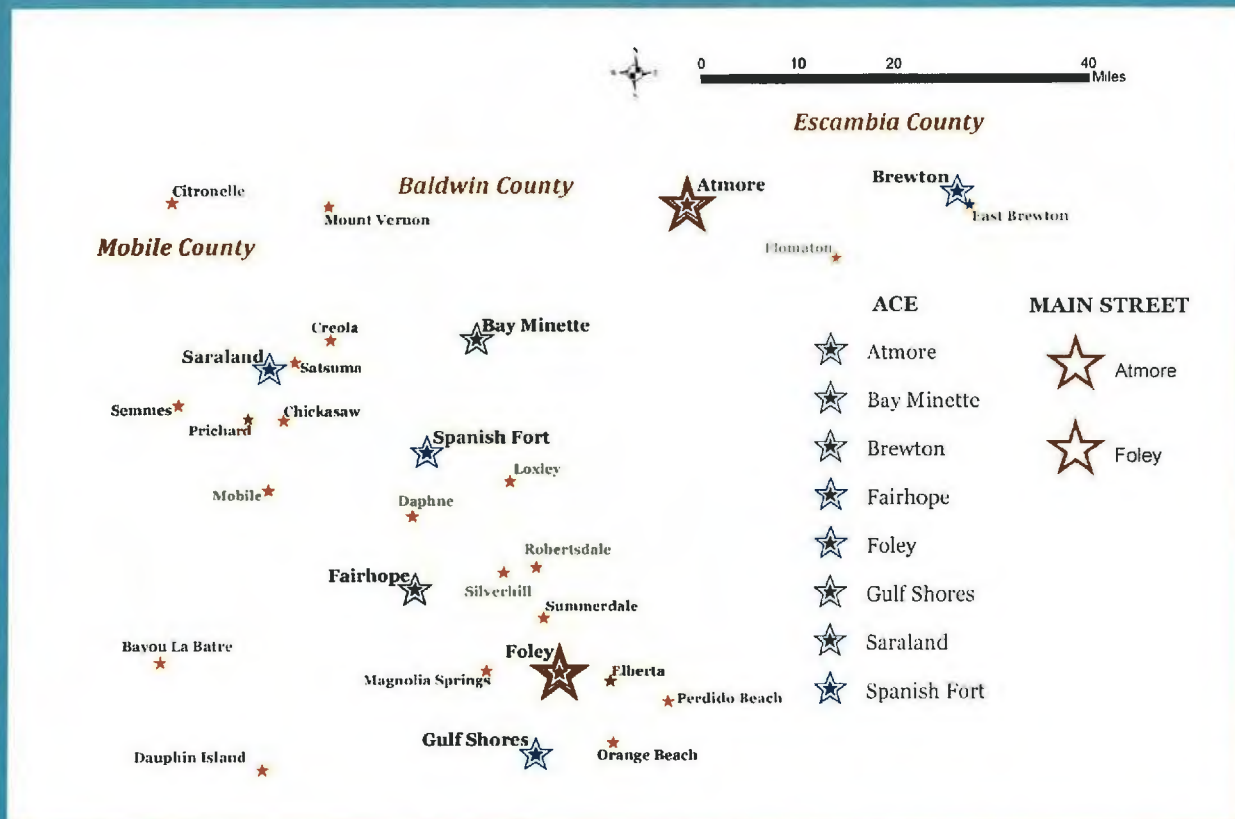 0 10 20 40
Miles
Escambia County
Citronelle
Baldwin County
Atmore
Brewton
Mount Vernon
East Brewton
Mobile County
Flomaton
ACE
MAIN STREET
Creola
Bay Minette
Saraland
Satsuma
Atmore
Atmore
Semmes
Chickasaw
Bay Minette
Prichard
Spanish Fort
Brewton
Foley
Loxley
Mobile
Daphne
Fairhope
Robertsdale
Foley
Fairhope
Silverhill
Gulf Shores
Summerdale
Bayou La Batre
Foley
Saraland
Magnolia Springs
Elberta
Perdido Beach
Spanish Fort
Gulf Shores
Dauphin Island
Orange Beach